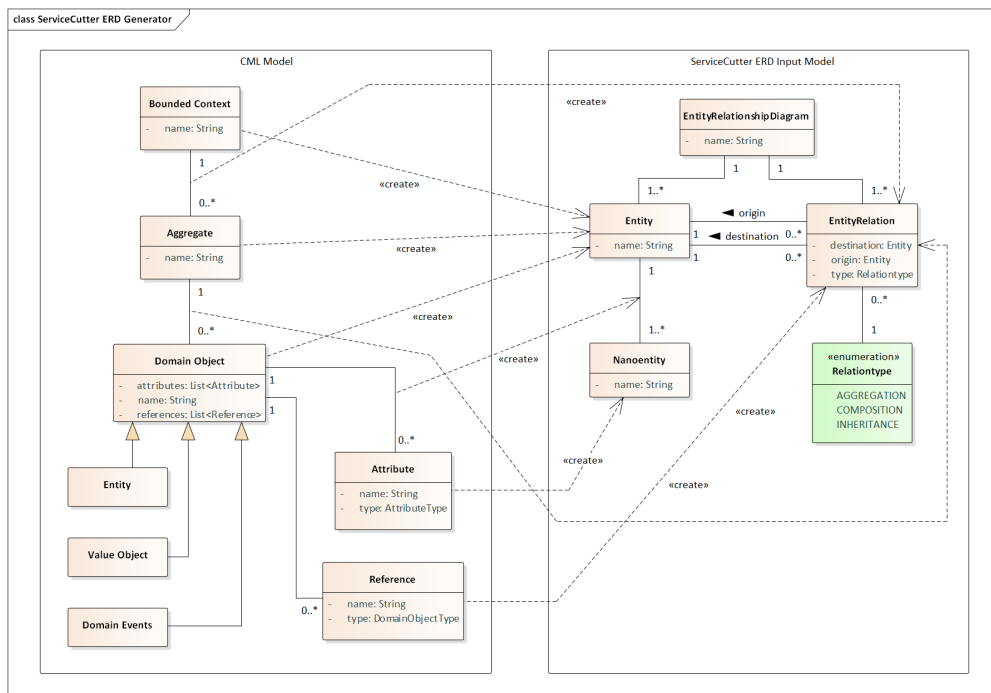 class ServiceCutter ERD Generator
CML Model
Bounded Context
- name: String
1
0..*
Aggregate
- name: String
1
0..*
Domain Object
- attributes: List<Attribute>
- name: String
- references: List<Reference>
1
1
0..*
Entity
Value Object
Domain Events
Attribute
- name: String
- type: AttributeType
0..*
Reference
- name: String
- type: DomainObjectType
«create»
«create»
«create»
«create»
«create»
«create»
«create»
«create»
ServiceCutter ERD Input Model
EntityRelationshipDiagram
- name: String
1
1
1..*
1..*
Entity
- name: String
origin
1
0..*
destination
1
0..*
EntityRelation
- destination: Entity
- origin: Entity
- type: Relationtype
1
1..*
Nanoentity
- name: String
0..*
1
«enumeration»
Relationtype
AGGREGATION
COMPOSITION
INHERITANCE